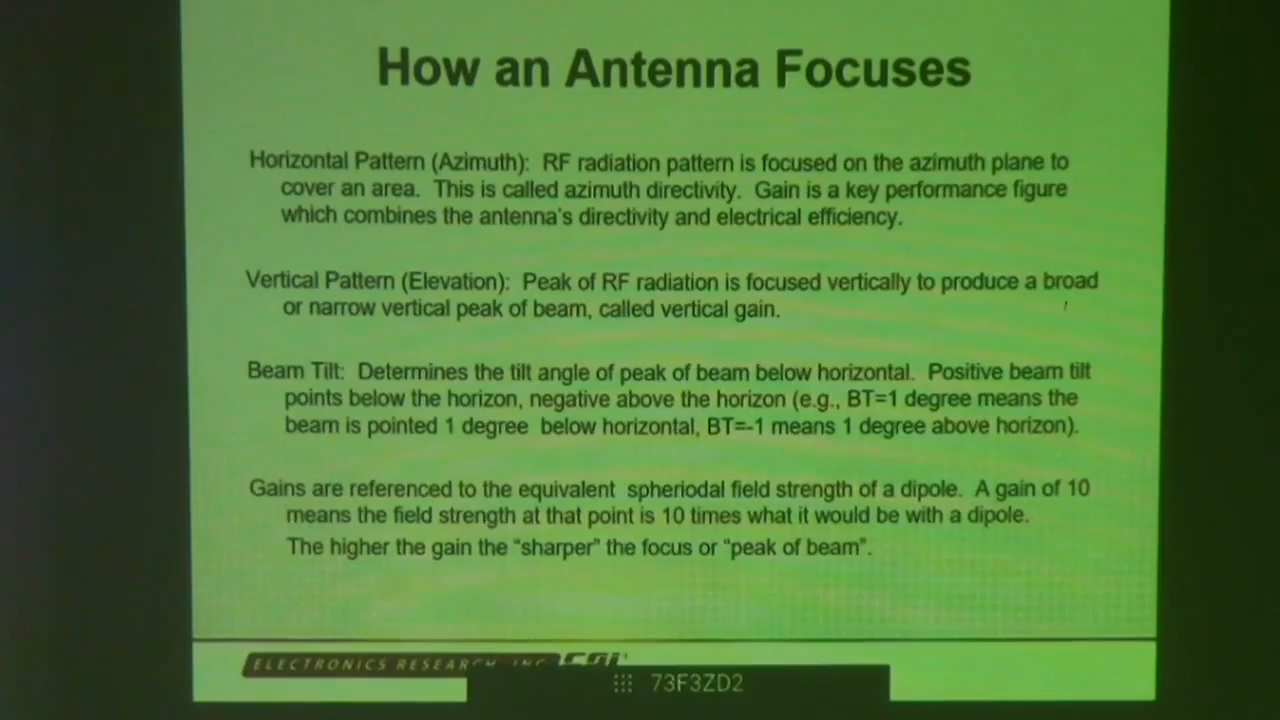 How an Antenna Focuses
Horizontal Pattern (Azimuth): RF radiation pattern is focused on the azimuth plane to
cover an area. This is called azimuth directivity. Gain is a key performance figure
which combines the antenna's directivity and electrical efficiency.
Vertical Pattern (Elevation): Peak of RF radiation is focused vertically to produce a broad
or narrow vertical peak of beam, called vertical gain.
Beam Tilt: Determines the tilt angle of peak of beam below horizontal. Positive beam tilt
points below the horizon, negative above the horizon (e.g., BT=1 degree means the
beam is pointed 1 degree below horizontal, BT=-1 means 1 degree above horizon).
Gains are referenced to the equivalent spheriodal field strength of a dipole. A gain of 10
means the field strength at that point is 10 times what it would be with a dipole.
The higher the gain the "sharper" the focus or "peak of beam".
ELECTRONICS RESEARCH, INC.
73F3ZD2